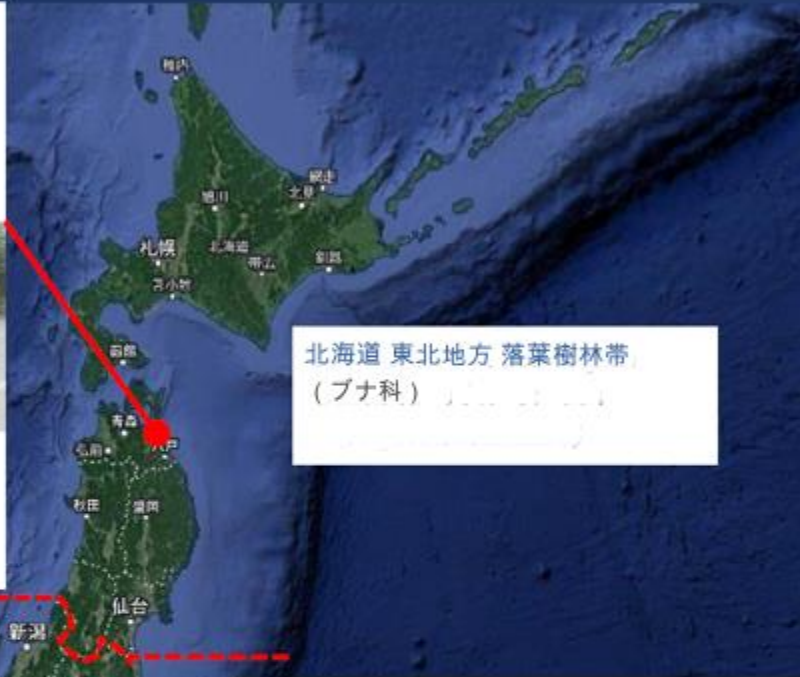 稚内
網走
北見
旭川
札幌
北海道
帯広
釧路
苫小牧
函館
北海道 東北地方 落葉樹林帯
(ブナ科)
青森
八戸
弘前
秋田
盛岡
仙台
新潟